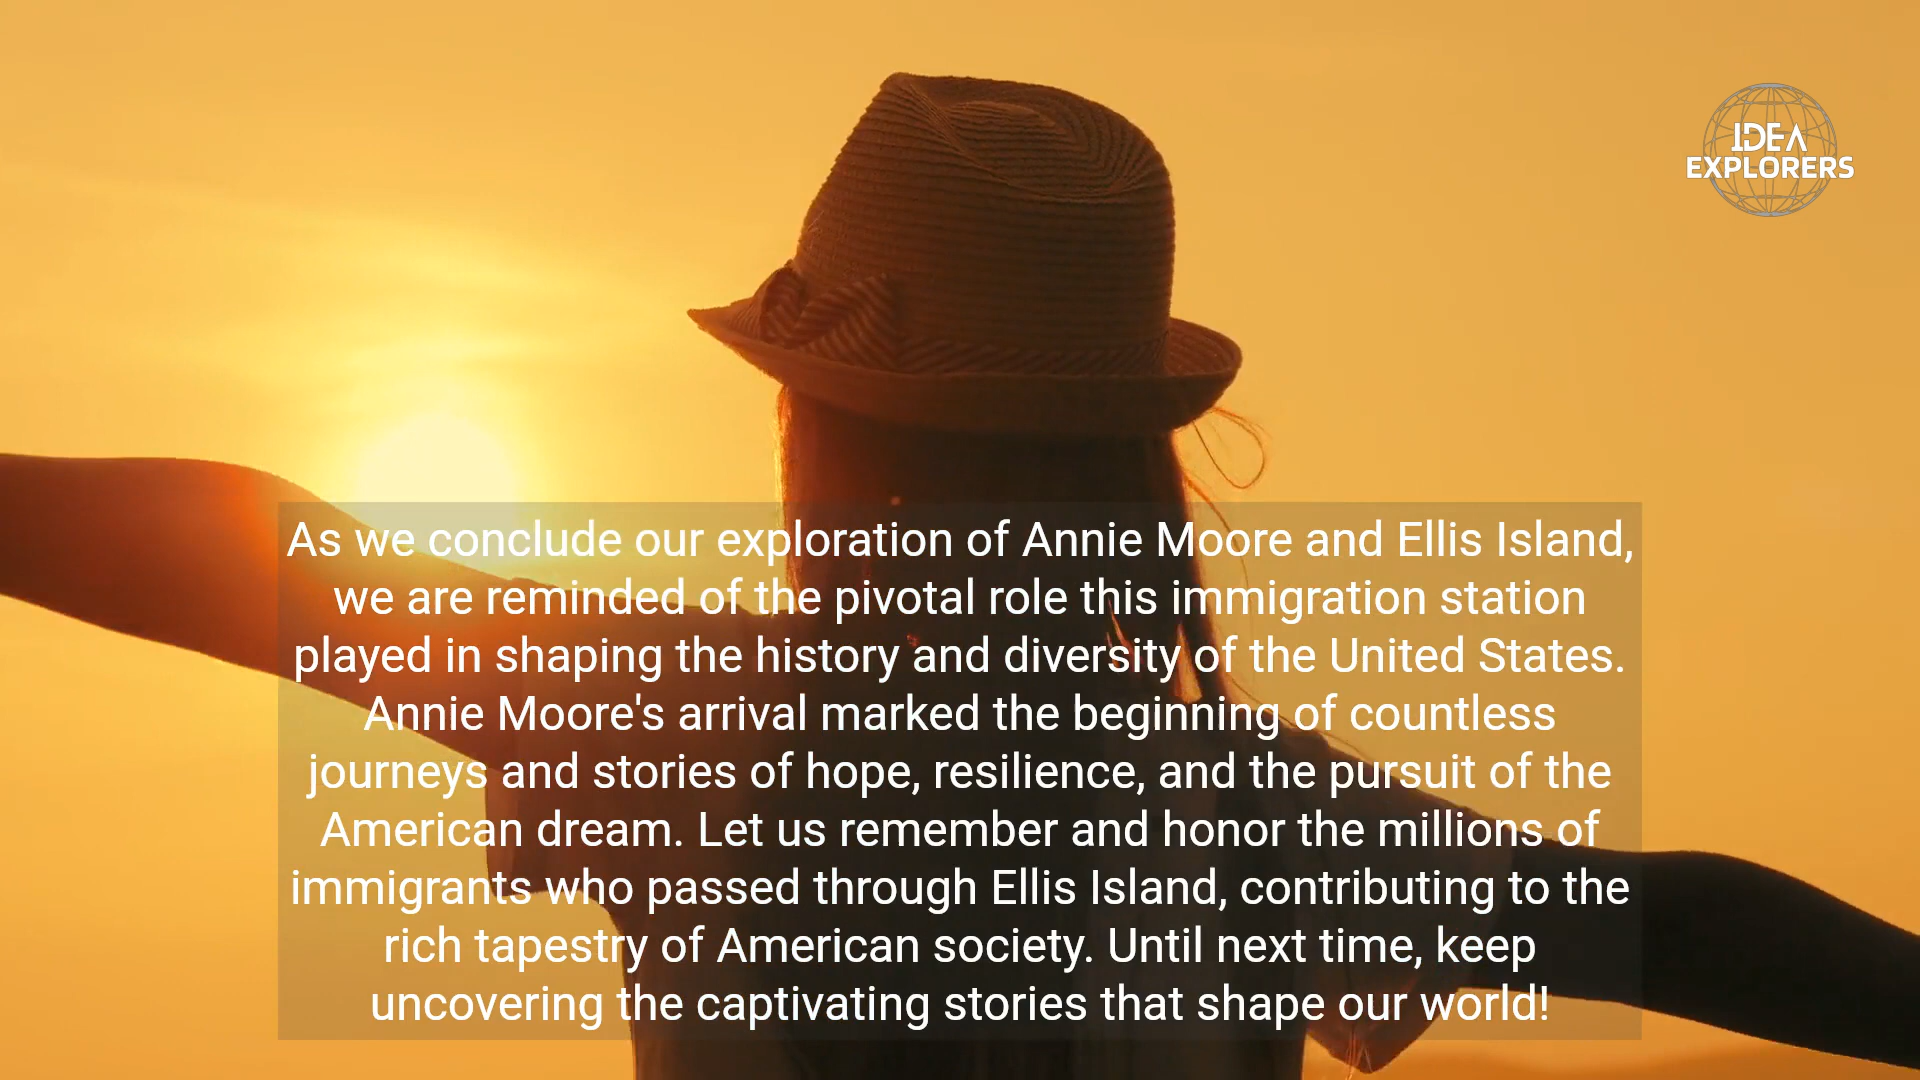 IDEA
EXPLORERS
As we conclude our exploration of Annie Moore and Ellis Island,
we are reminded of the pivotal role this immigration station
played in shaping the history and diversity of the United States.
Annie Moore's arrival marked the beginning of countless
journeys and stories of hope, resilience, and the pursuit of the
American dream. Let us remember and honor the millions of
immigrants who passed through Ellis Island, contributing to the
rich tapestry of American society. Until next time, keep
uncovering the captivating stories that shape our world!